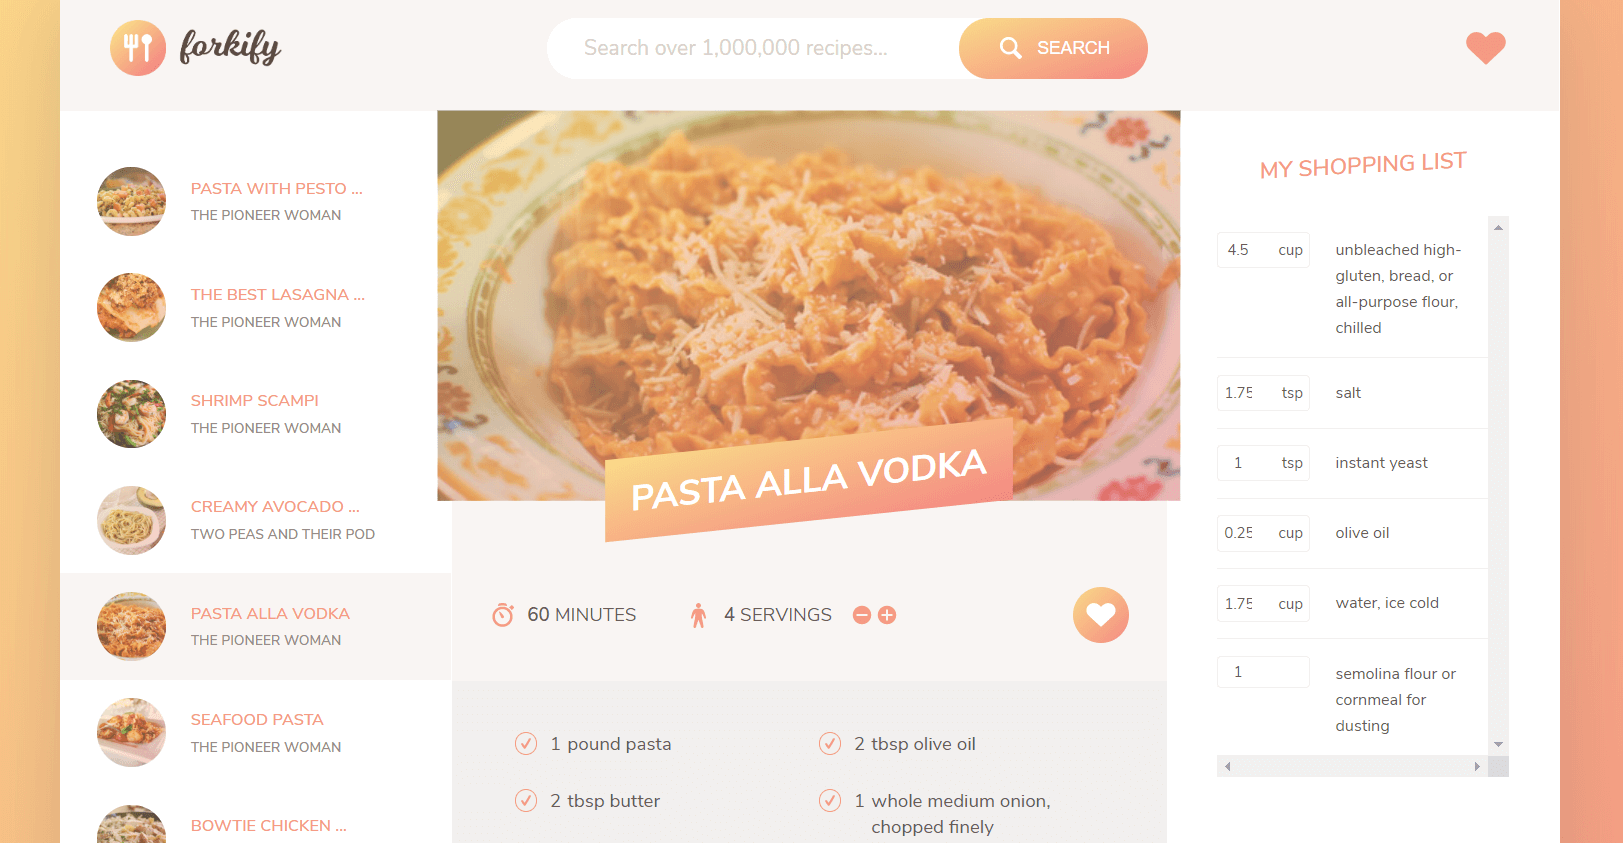 forkify
Search over 1,000,000 recipes...
SEARCH
PASTA WITH PESTO ...
THE PIONEER WOMAN
THE BEST LASAGNA ...
THE PIONEER WOMAN
SHRIMP SCAMPI
THE PIONEER WOMAN
CREAMY AVOCADO ...
TWO PEAS AND THEIR POD
PASTA ALLA VODKA
THE PIONEER WOMAN
SEAFOOD PASTA
THE PIONEER WOMAN
BOWTIE CHICKEN ...
PASTA ALLA VODKA
60 MINUTES
4 SERVINGS
1 pound pasta
2 tbsp olive oil
2 tbsp butter
1 whole medium onion,
chopped finely
MY SHOPPING LIST
4.5 cup unbleached high-
gluten, bread, or
all-purpose flour,
chilled
1.75 tsp salt
1 tsp instant yeast
0.25 cup olive oil
1.75 cup water, ice cold
1 semolina flour or
cornmeal for
dusting